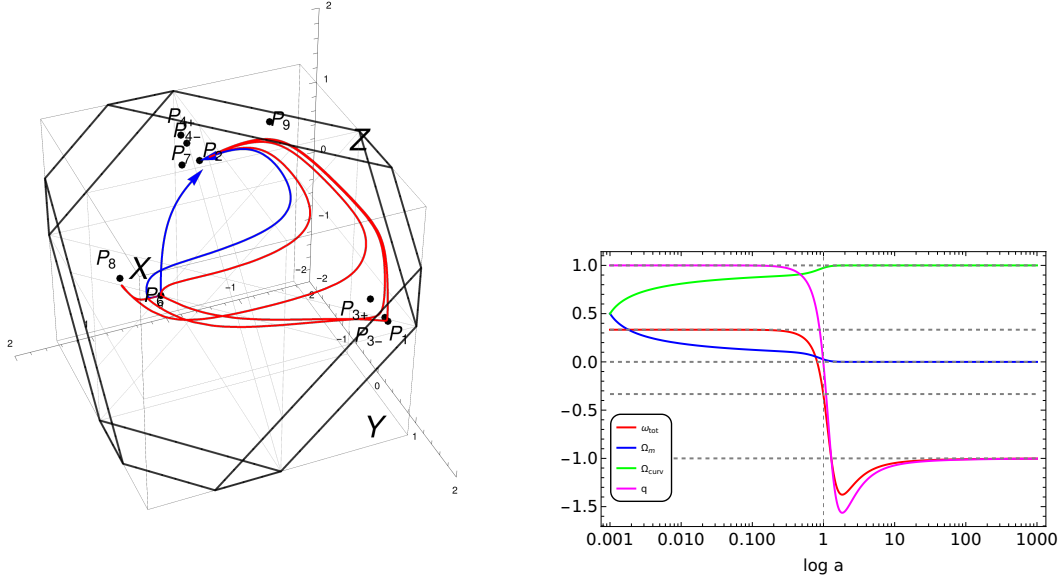 2
1
0
-1
-2
Z
P4+
P4-
P7
P2
P9
P8
X
P6
2
1
-1
-2
P3+
P3-
P1
-1
0
1
2
Y
1.0
0.5
0.0
-0.5
-1.0
-1.5
ω_tot
Ω_m
Ω_curv
q
0.001 0.010 0.100 1 10 100 1000
log a